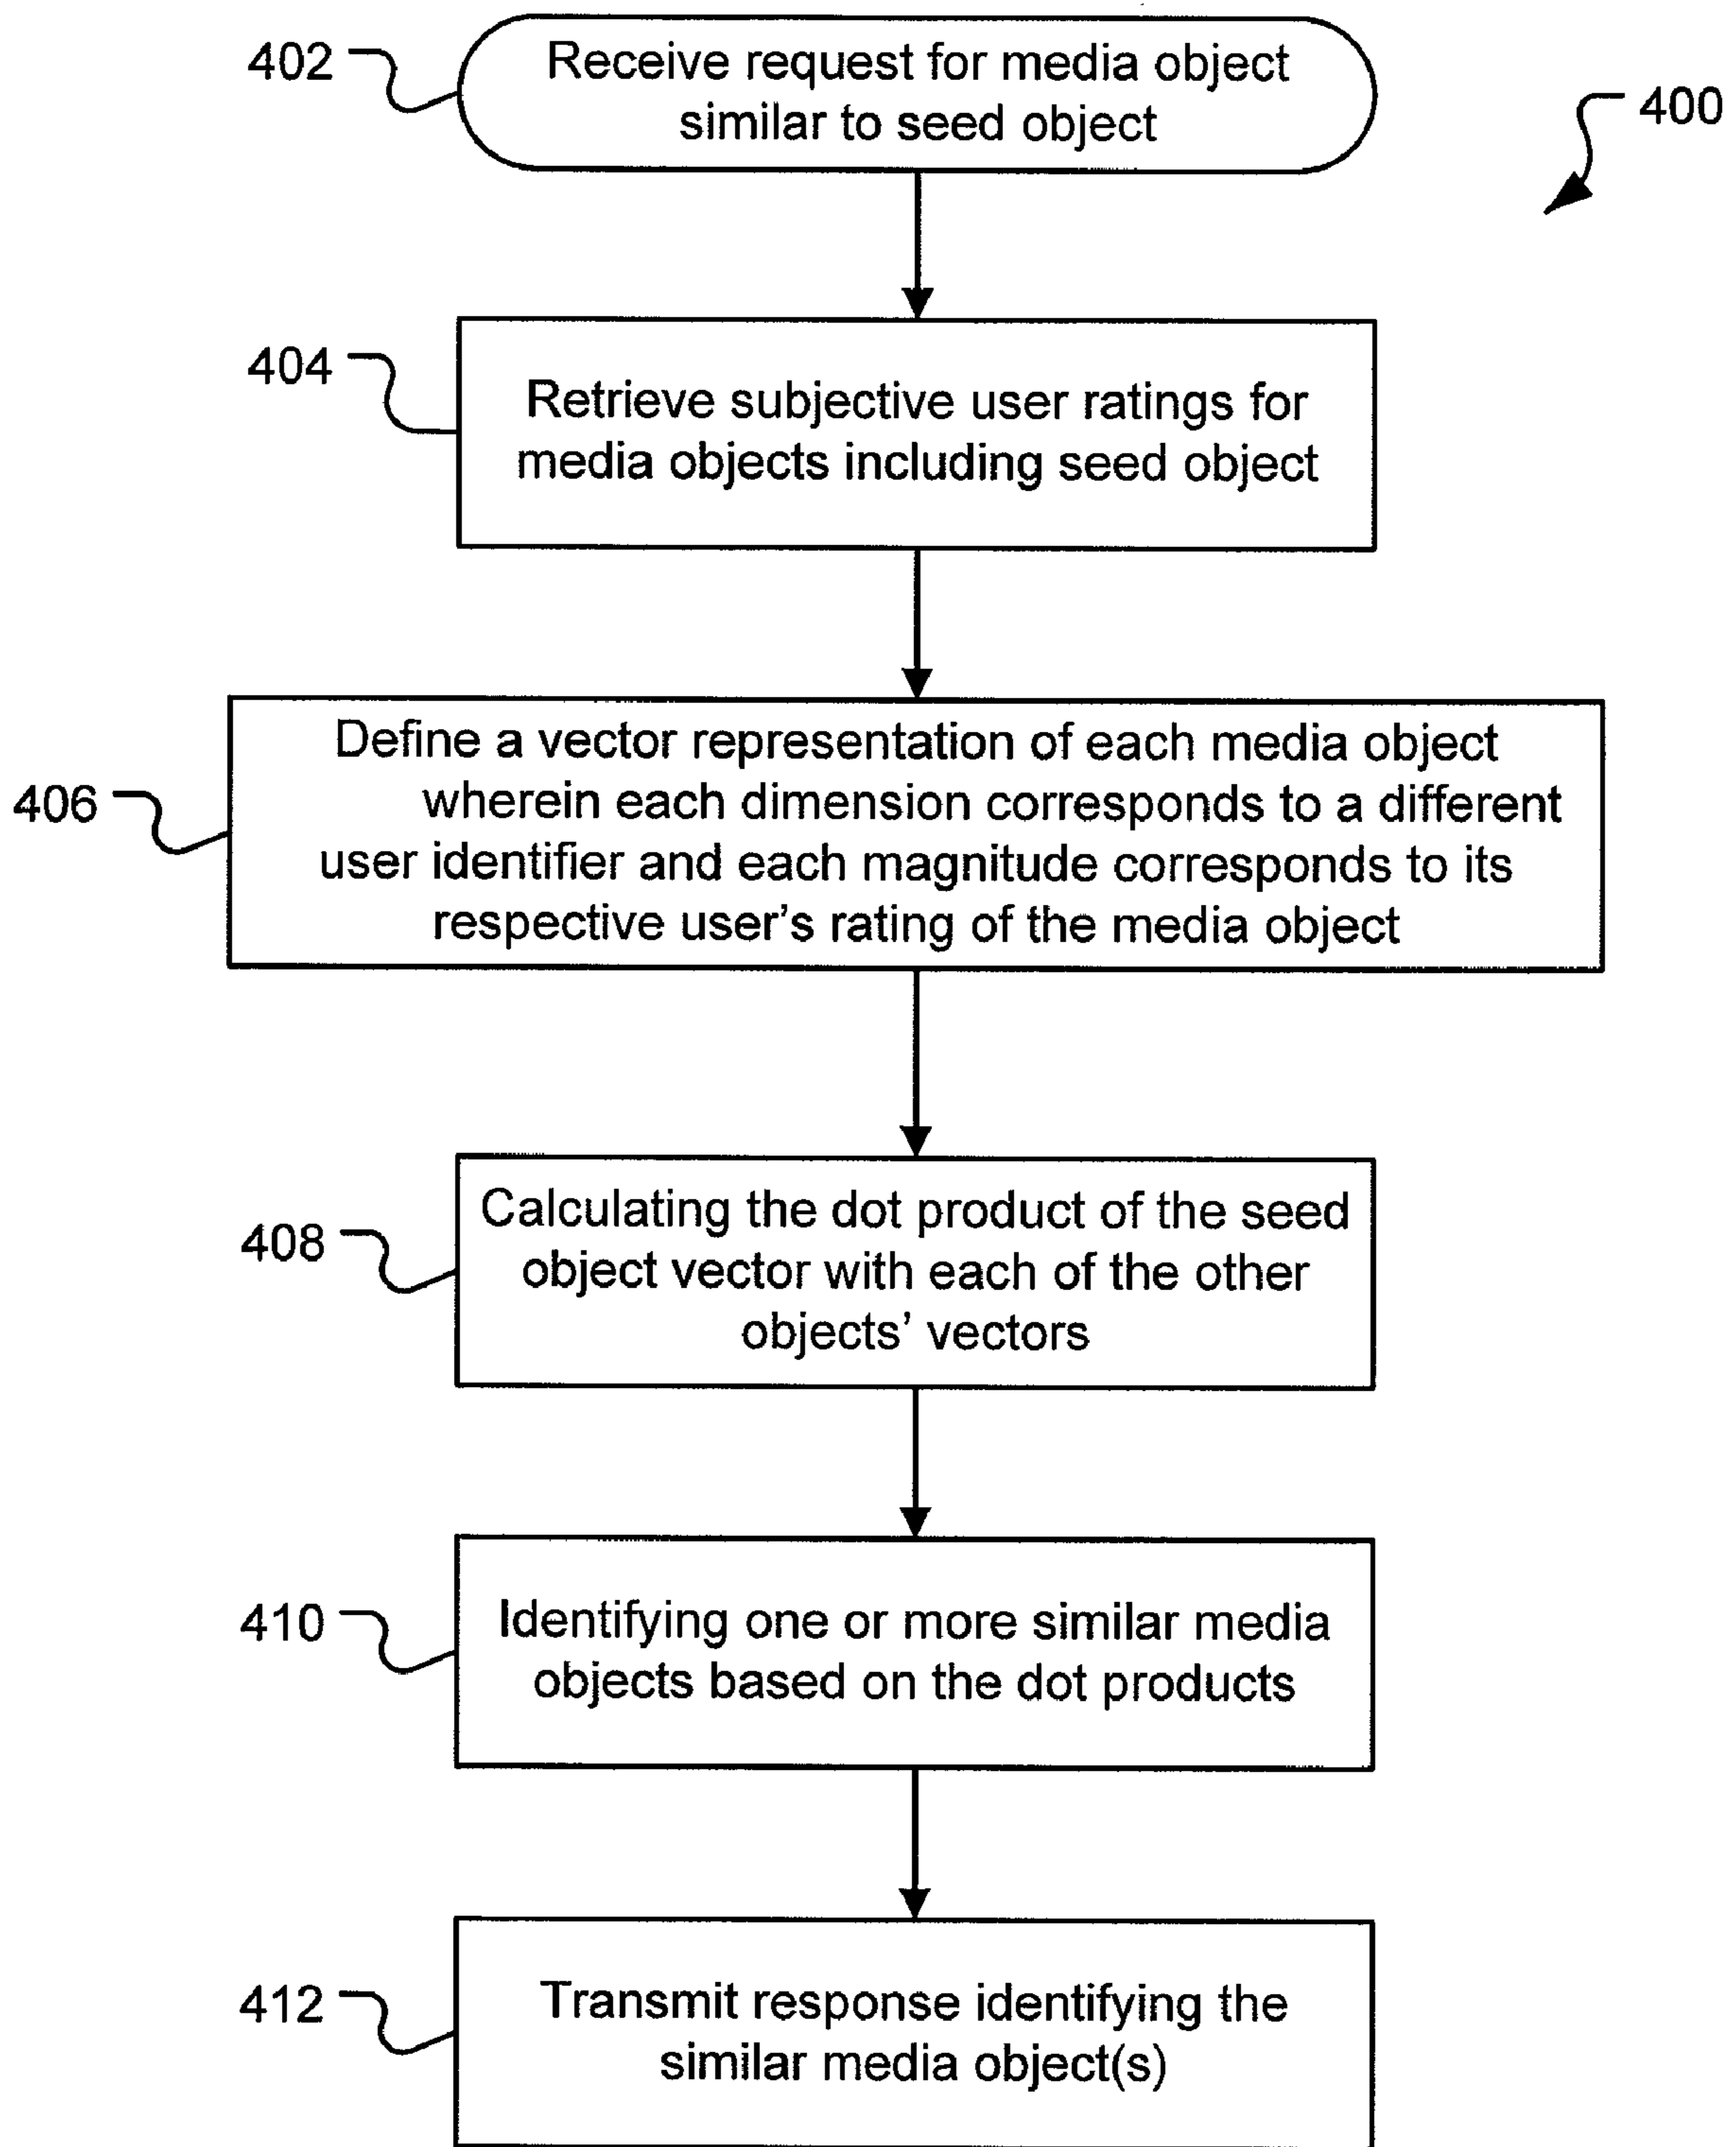 402
Receive request for media object
similar to seed object
400
404
Retrieve subjective user ratings for
media objects including seed object
406
Define a vector representation of each media object
wherein each dimension corresponds to a different
user identifier and each magnitude corresponds to its
respective user's rating of the media object
408
Calculating the dot product of the seed
object vector with each of the other
objects' vectors
410
Identifying one or more similar media
objects based on the dot products
412
Transmit response identifying the
similar media object(s)